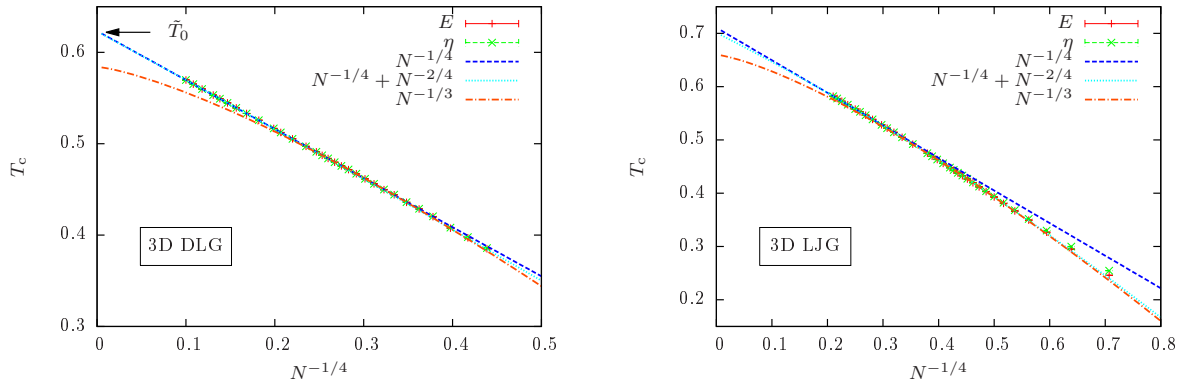 0.6
0.5
0.4
0.3
T̃₀
E
η
N^{-1/4}
N^{-1/4} + N^{-2/4}
N^{-1/3}
T_c
3D DLG
0 0.1 0.2 0.3 0.4 0.5
N^{-1/4}
0.7
0.6
0.5
0.4
0.3
0.2
E
η
N^{-1/4}
N^{-1/4} + N^{-2/4}
N^{-1/3}
T_c
3D LJG
0 0.1 0.2 0.3 0.4 0.5 0.6 0.7 0.8
N^{-1/4}